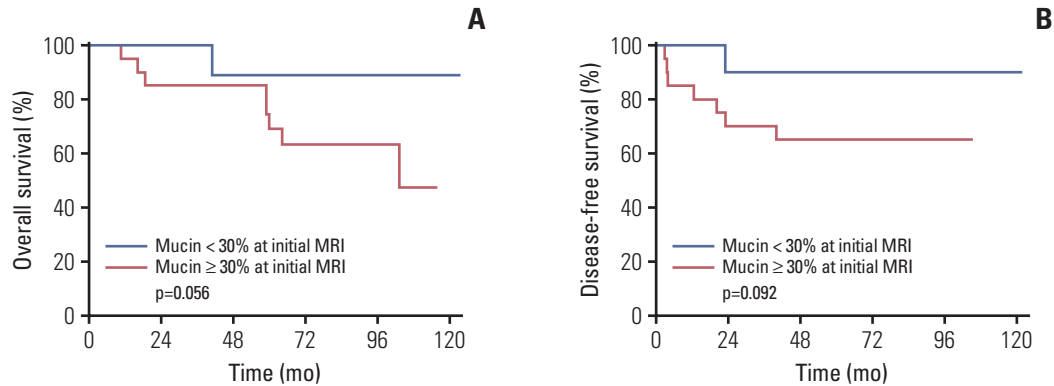 A
Overall survival (%)
100
80
60
40
20
0
Mucin < 30% at initial MRI
Mucin ≥ 30% at initial MRI
p=0.056
0 24 48 72 96 120
Time (mo)
B
Disease-free survival (%)
100
80
60
40
20
0
Mucin < 30% at initial MRI
Mucin ≥ 30% at initial MRI
p=0.092
0 24 48 72 96 120
Time (mo)